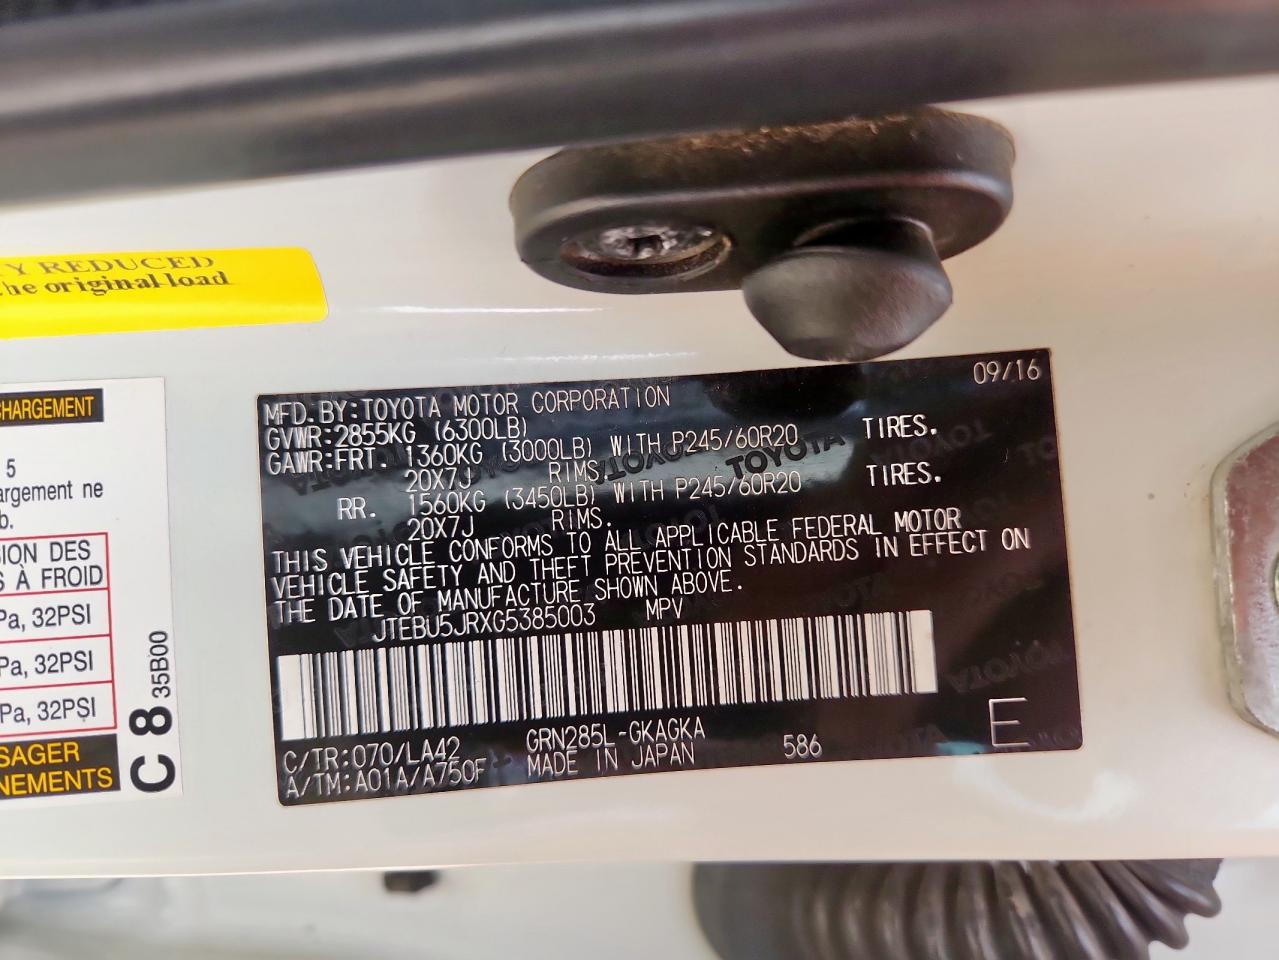 Y REDUCED
he original load
CHARGEMENT
5
argement ne
b.
SION DES
S À FROID
Pa, 32PSI
Pa, 32PSI
Pa, 32PSI
SAGER
NEMENTS
C 8 35B00
09/16
MFD.BY:TOYOTA MOTOR CORPORATION
GVWR:2855KG (6300LB)
GAWR:FRT. 1360KG (3000LB) WITH P245/60R20 TIRES.
20X7J RIMS,
RR. 1560KG (3450LB) WITH P245/60R20 TIRES.
20X7J RIMS.
THIS VEHICLE CONFORMS TO ALL APPLICABLE FEDERAL MOTOR
VEHICLE SAFETY AND THEFT PREVENTION STANDARDS IN EFFECT ON
THE DATE OF MANUFACTURE SHOWN ABOVE.
JTEBU5JRXG5385003 MPV
C/TR:070/LA42 GRN285L-GKAGKA
A/TM:A01A/A750F MADE IN JAPAN 586 E